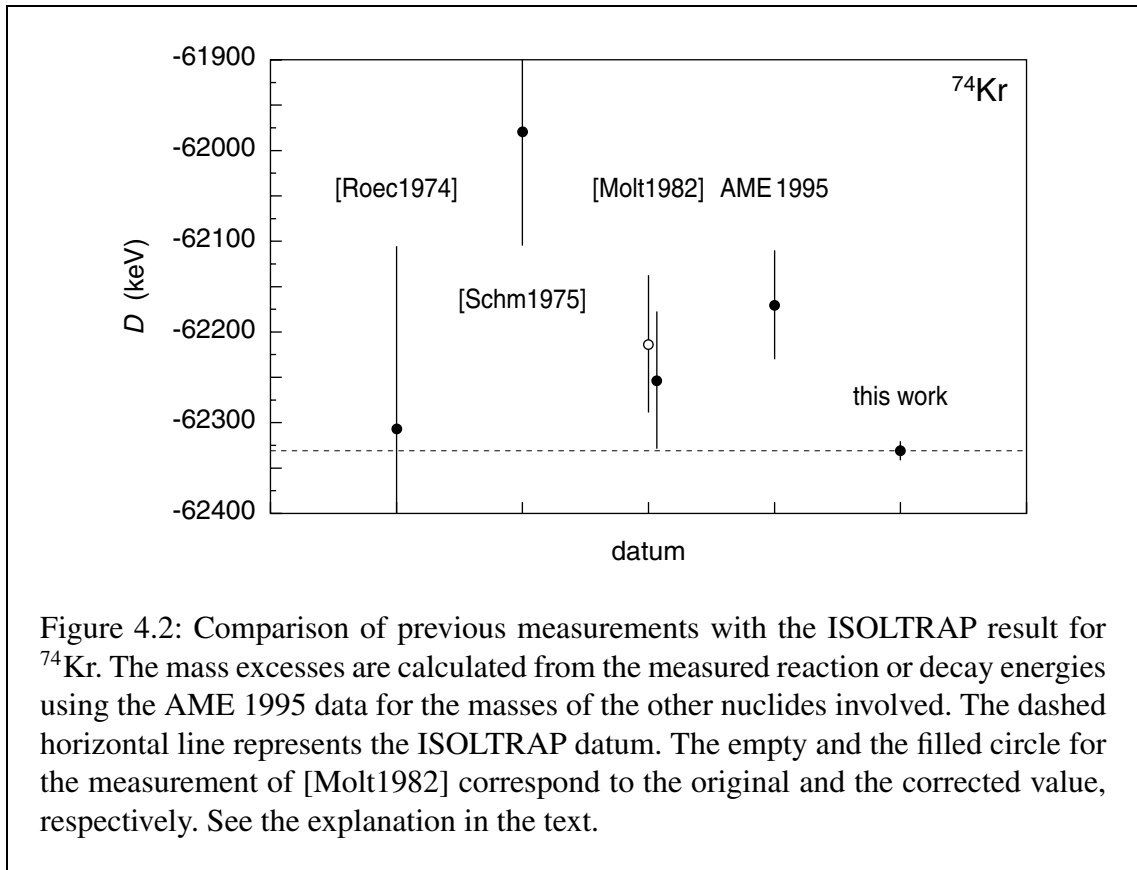 -61900
-62000
-62100
-62200
-62300
-62400
D (keV)
⁷⁴Kr
[Roec1974]
[Schm1975]
[Molt1982]
AME 1995
this work
datum
Figure 4.2: Comparison of previous measurements with the ISOLTRAP result for
⁷⁴Kr. The mass excesses are calculated from the measured reaction or decay energies
using the AME 1995 data for the masses of the other nuclides involved. The dashed
horizontal line represents the ISOLTRAP datum. The empty and the filled circle for
the measurement of [Molt1982] correspond to the original and the corrected value,
respectively. See the explanation in the text.